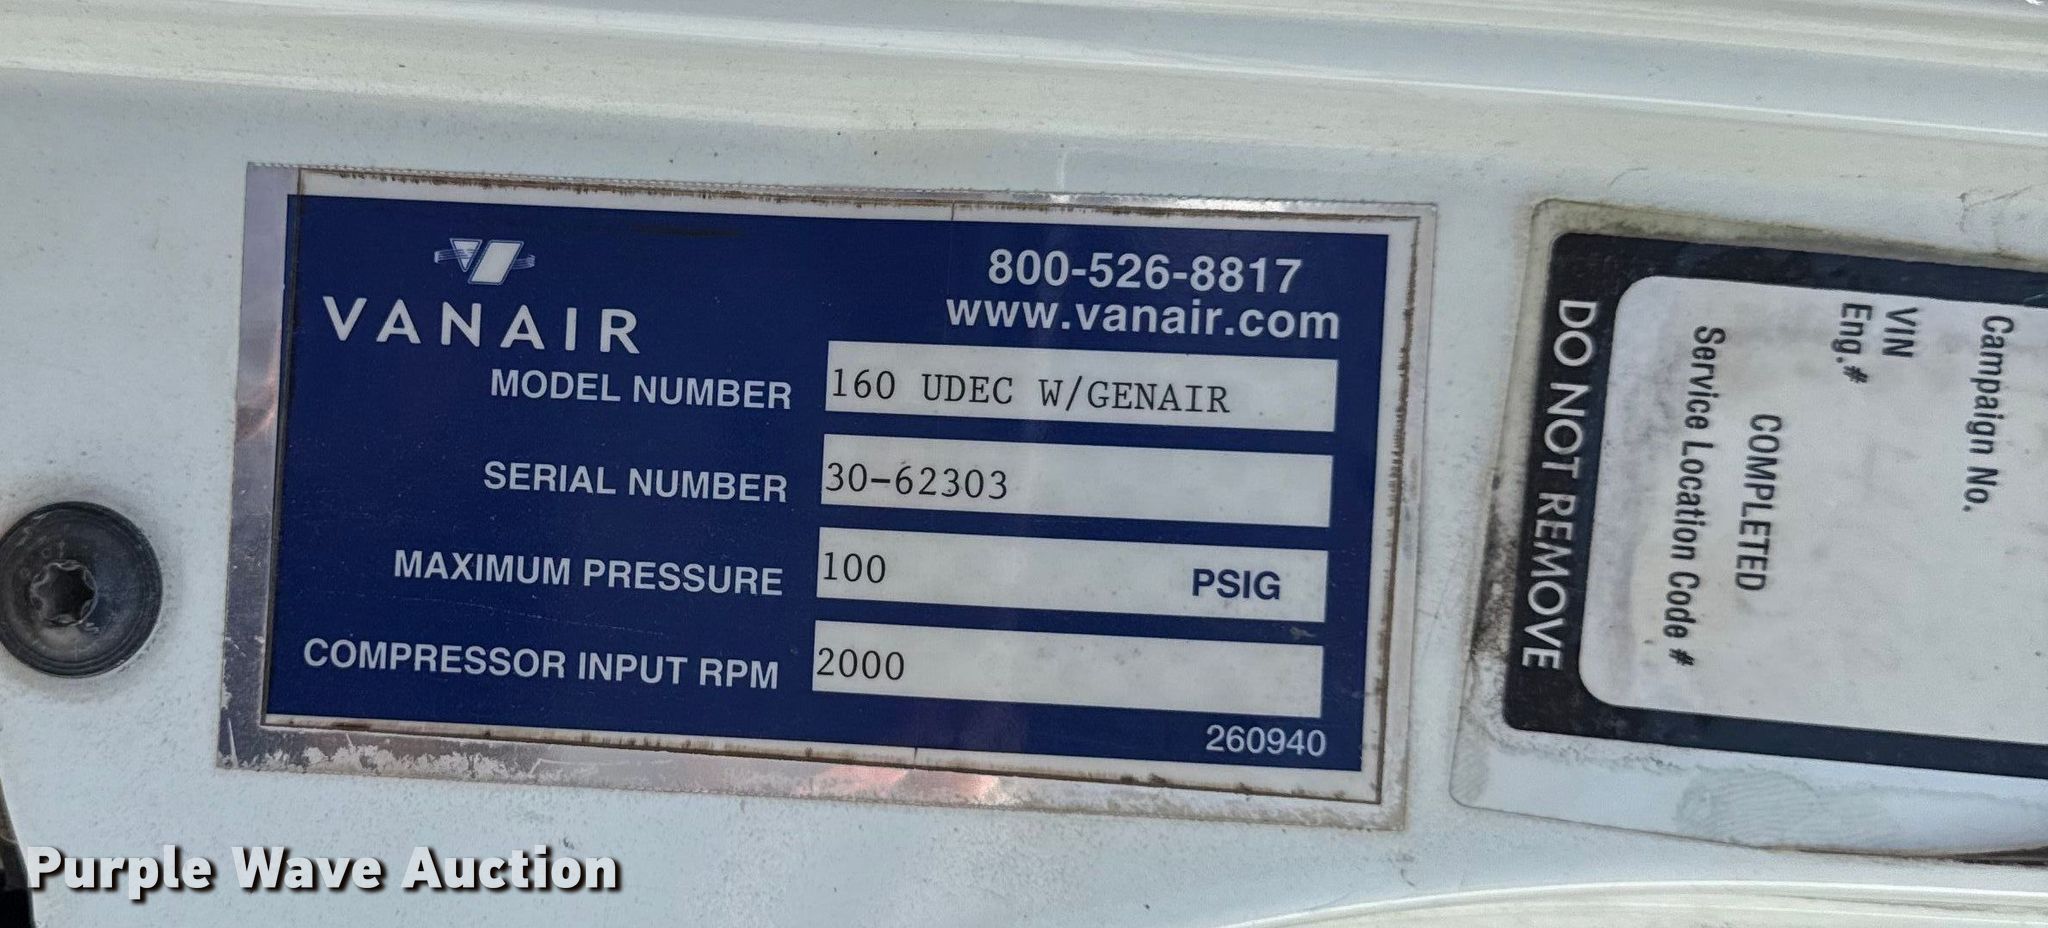 VANAIR
800-526-8817
www.vanair.com
MODEL NUMBER 160 UDEC W/GENAIR
SERIAL NUMBER 30-62303
MAXIMUM PRESSURE 100 PSIG
COMPRESSOR INPUT RPM 2000
260940
Campaign No.
VIN
Eng.#
COMPLETED
Service Location Code #
DO NOT REMOVE
Purple Wave Auction